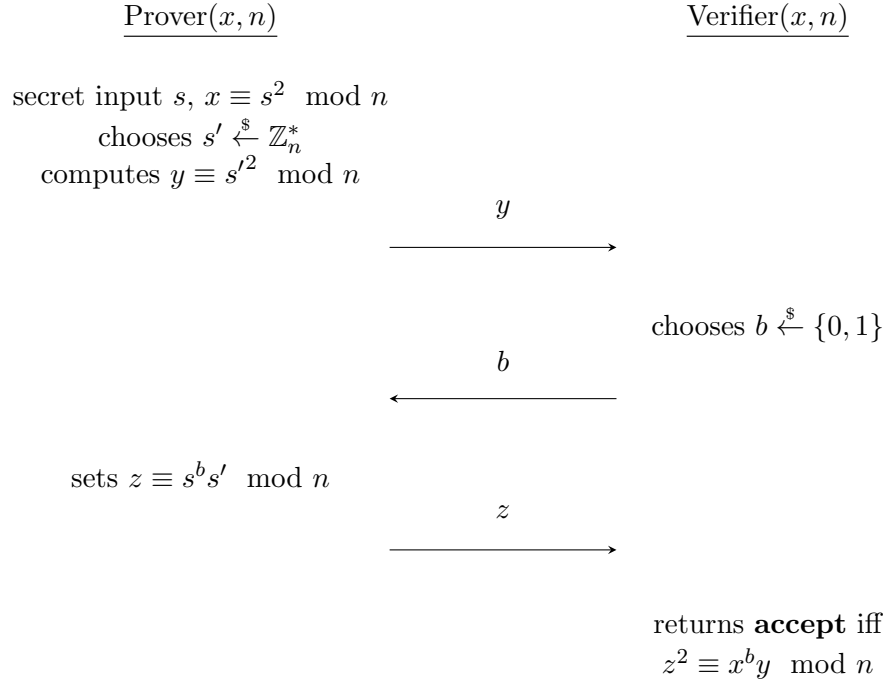 Prover(x, n)
Verifier(x, n)
secret input s, x ≡ s² mod n
chooses s′ $← ℤ*ₙ
computes y ≡ s′² mod n
y
chooses b $← {0, 1}
b
sets z ≡ sᵇs′ mod n
z
returns accept iff
z² ≡ xᵇy mod n